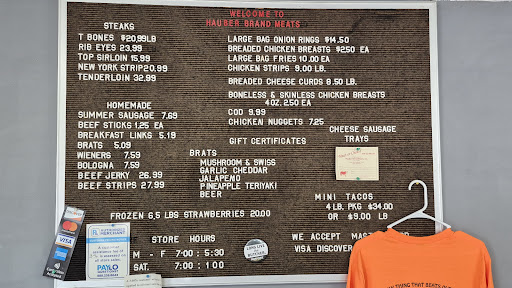 WELCOME TO
HAUBER BRAND MEATS
STEAKS
T BONES $20.99LB
RIB EYES 23.99
TOP SIRLOIN 15.99
NEW YORK STRIP 20.99
TENDERLOIN 32.99
HOMEMADE
SUMMER SAUSAGE 7.69
BEEF STICKS 1.25 EA
BREAKFAST LINKS 5.19
BRATS 5.09
WIENERS 7.59
BOLOGNA 7.59
BEEF JERKY 26.99
BEEF STRIPS 27.99
LARGE BAG ONION RINGS $14.50
BREADED CHICKEN BREASTS $2.50 EA
LARGE BAG FRIES 10.00 EA
CHICKEN STRIPS 9.00 LB.
BREADED CHEESE CURDS 8.50 LB.
BONELESS & SKINLESS CHICKEN BREASTS
4OZ. 2.50 EA
COD 9.99
CHICKEN NUGGETS 7.25
GIFT CERTIFICATES
CHEESE SAUSAGE
TRAYS
BRATS
MUSHROOM & SWISS
GARLIC CHEDDAR
JALAPENO
PINEAPPLE TERIYAKI
BEER
MINI TACOS
4 LB. PKG $34.00
OR $9.00 LB
FROZEN 6.5 LBS STRAWBERRIES 20.00
STORE HOURS
M - F 7:00 : 5:30
SAT. 7:00 : 1:00
WE ACCEPT
VISA DISCOVER
VISA